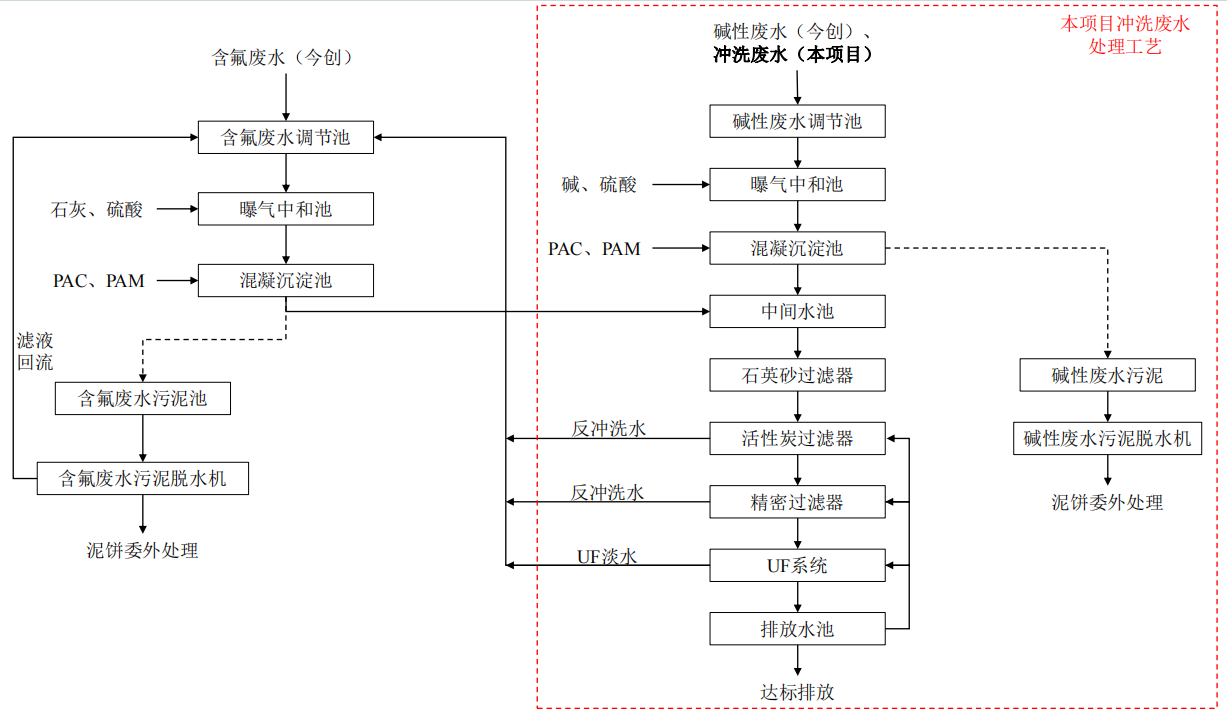 含氟废水（今创）
含氟废水调节池
石灰、硫酸
曝气中和池
PAC、PAM
混凝沉淀池
滤液
回流
含氟废水污泥池
含氟废水污泥脱水机
泥饼委外处理
本项目冲洗废水
处理工艺
碱性废水（今创）、
冲洗废水（本项目）
碱性废水调节池
碱、硫酸
曝气中和池
PAC、PAM
混凝沉淀池
中间水池
石英砂过滤器
反冲洗水
活性炭过滤器
反冲洗水
精密过滤器
UF淡水
UF系统
排放水池
达标排放
碱性废水污泥
碱性废水污泥脱水机
泥饼委外处理